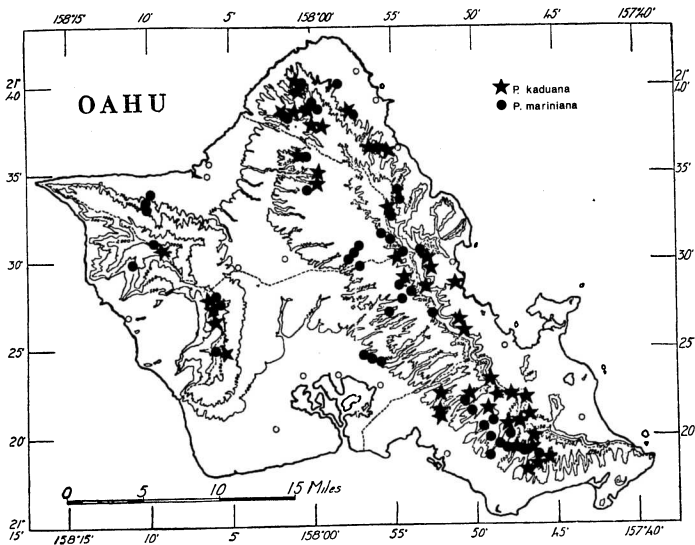 158°15' 10' 5' 158°00' 55' 50' 45' 157°40'
21° 40' 21° 40'
OAHU
★ P. kaduana
● P. mariniana
35' 35'
30' 30'
25' 25'
20' 20'
0 5 10 15 Miles
21° 15'
158°15' 10' 5' 158°00' 55' 50' 45' 157°40'